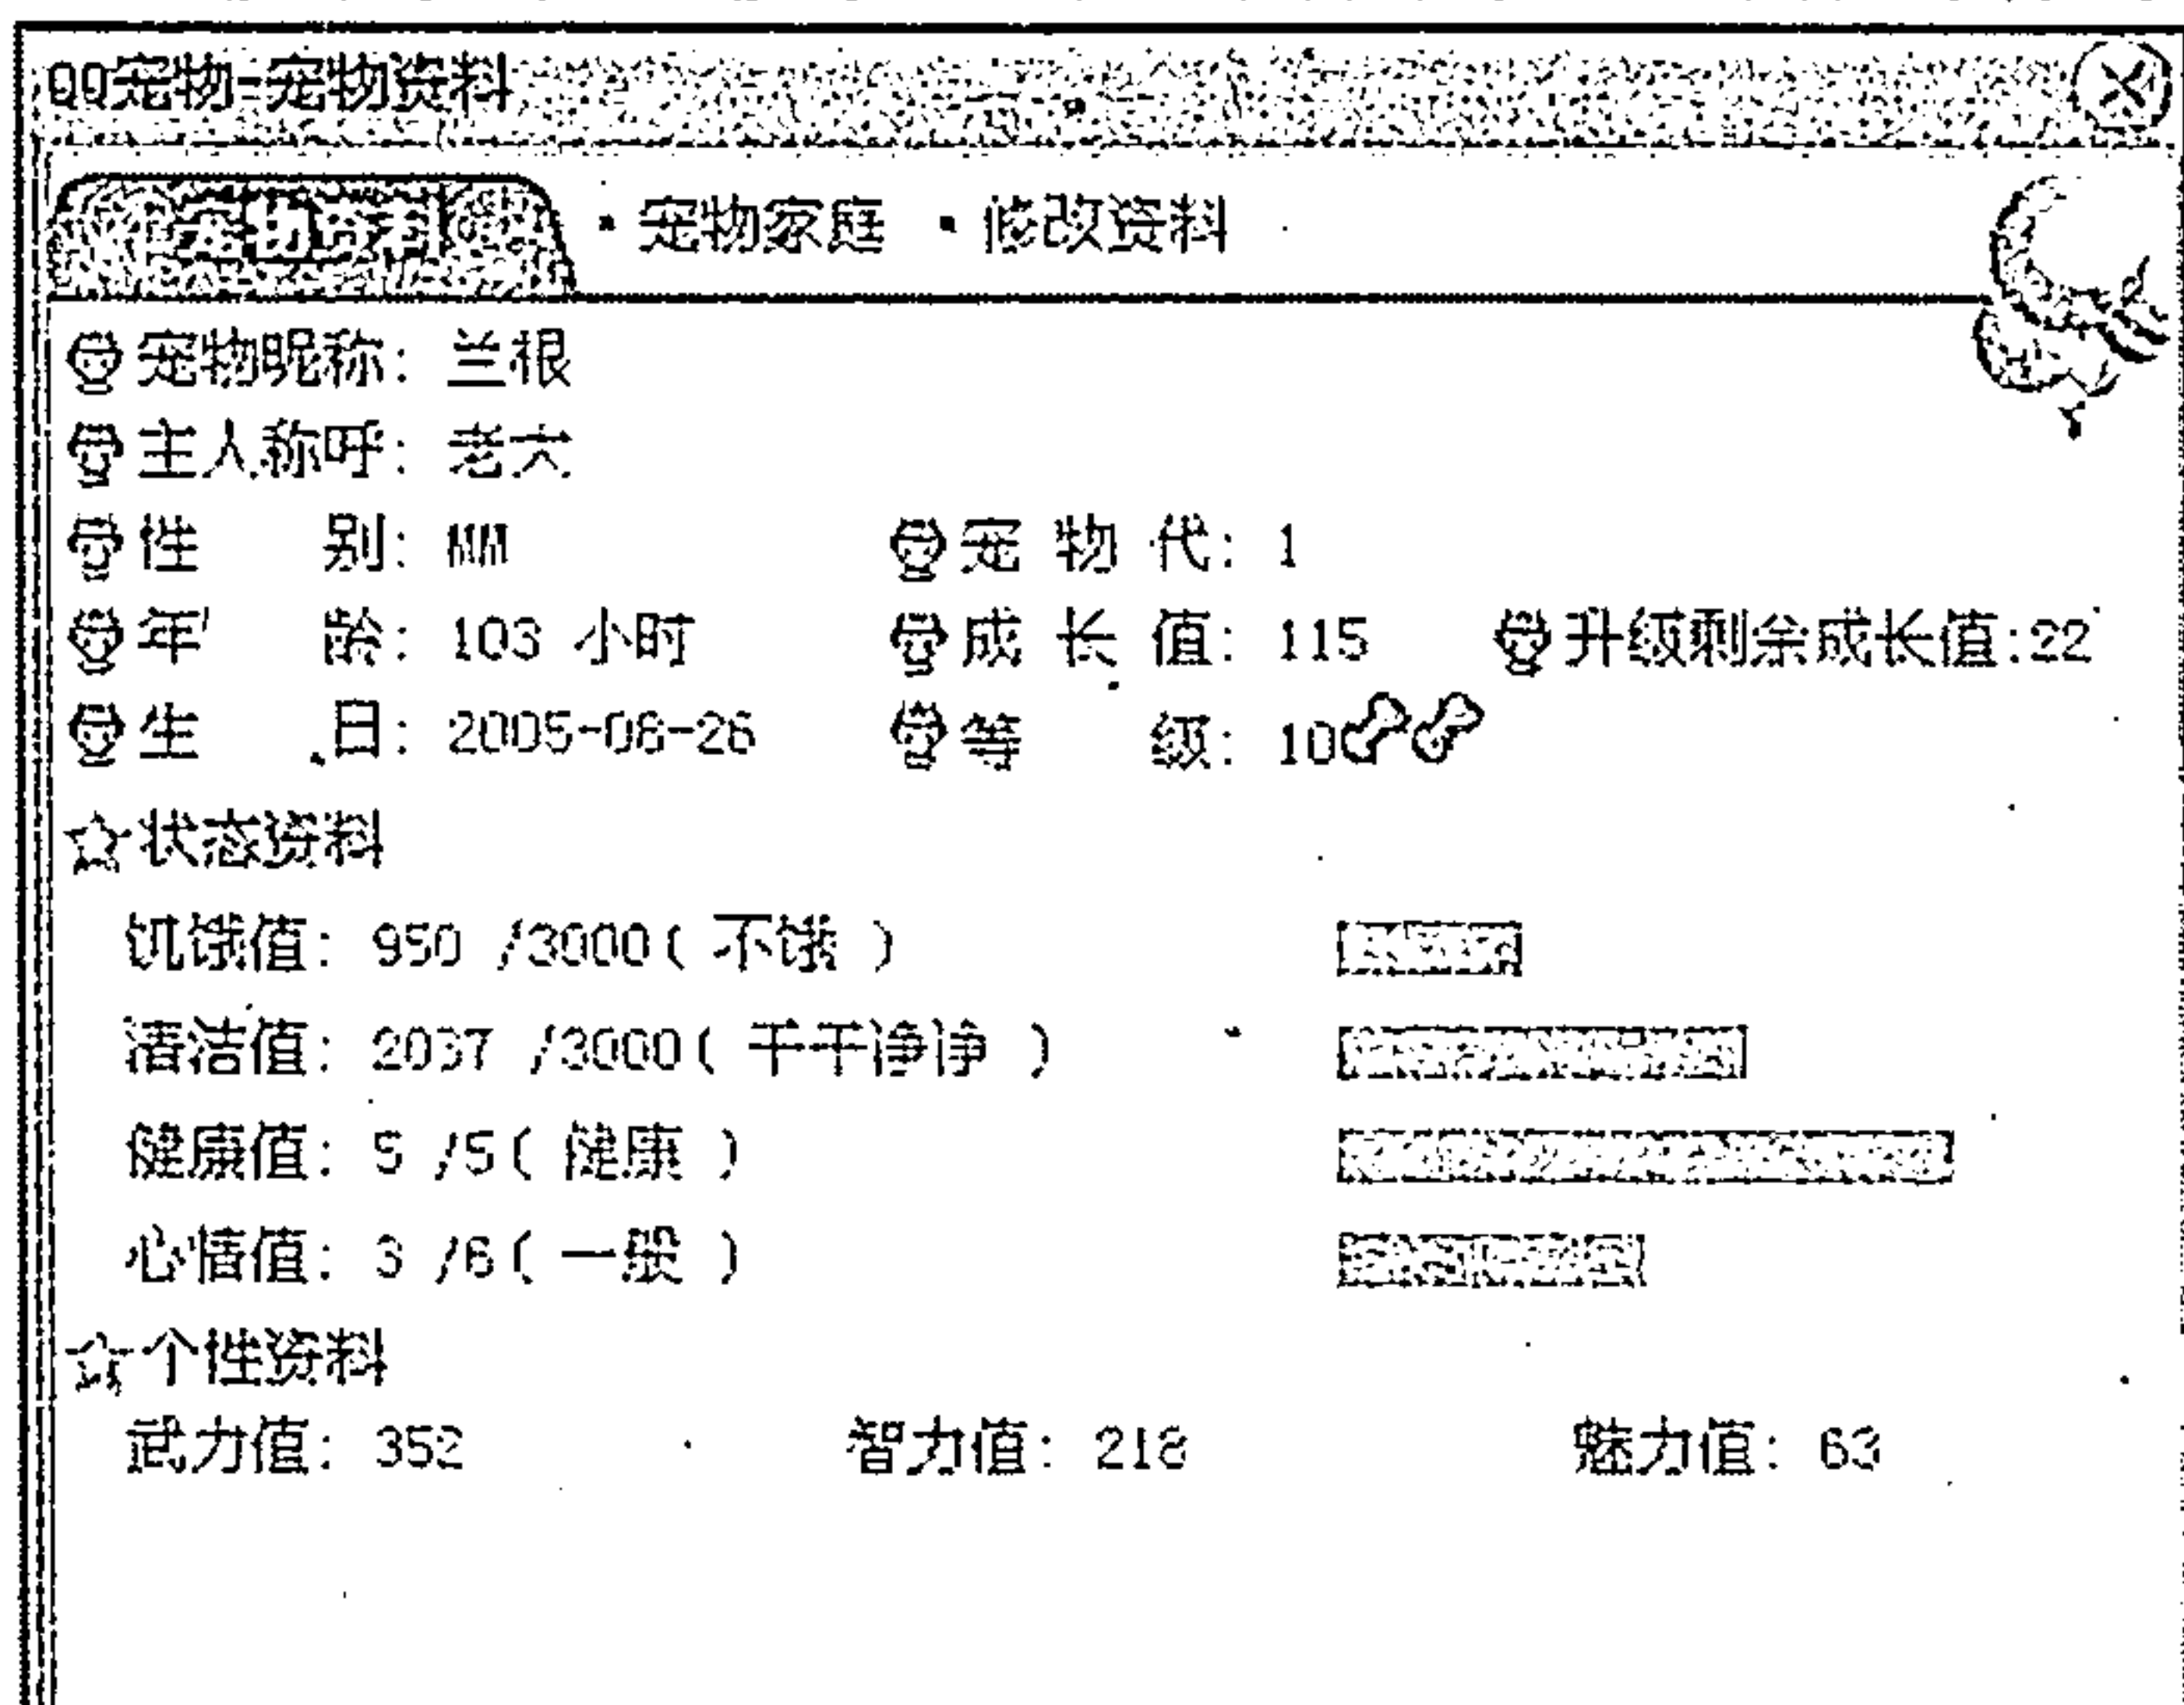 QQ宠物-宠物资料
宠物资料 ·宠物家庭 ·修改资料
宠物昵称: 兰根
主人称呼: 老大
性 别: MM 宠 物 代: 1
年 龄: 103 小时 成 长 值: 115 升级剩余成长值:22
生 日: 2005-08-26 等 级: 10
☆状态资料
饥饿值: 950 /3000( 不饿 )
清洁值: 2037 /3000( 干干净净 )
健康值: 5 /5( 健康 )
心情值: 3 /6( 一般 )
☆个性资料
武力值: 352 智力值: 218 魅力值: 63